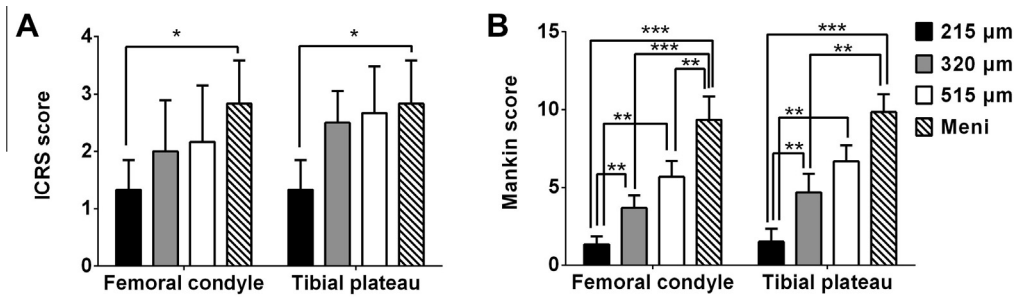 A
ICRS score
4
3
2
1
0
*
*
Femoral condyle
Tibial plateau
B
Mankin score
15
10
5
0
***
***
**
**
**
***
**
**
**
Femoral condyle
Tibial plateau
215 μm
320 μm
515 μm
Meni